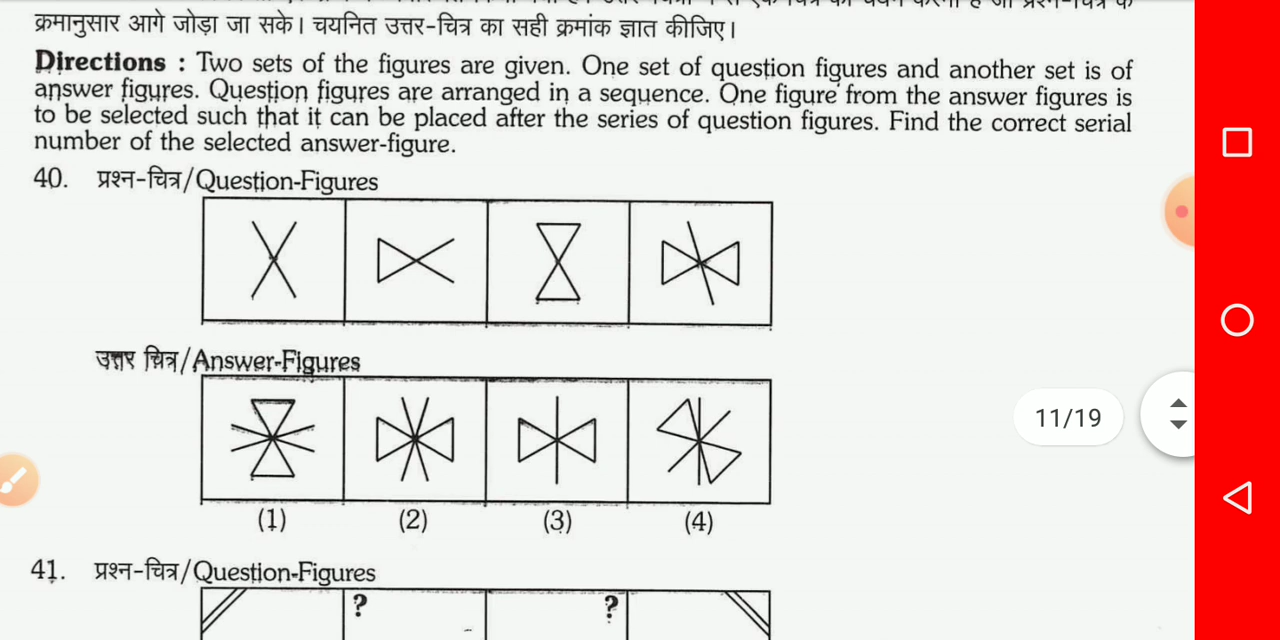 क्रमानुसार आगे जोड़ा जा सके। चयनित उत्तर-चित्र का सही क्रमांक ज्ञात कीजिए।
Directions : Two sets of the figures are given. One set of question figures and another set is of
answer figures. Question figures are arranged in a sequence. One figure from the answer figures is
to be selected such that it can be placed after the series of question figures. Find the correct serial
number of the selected answer-figure.
40. प्रश्न-चित्र/Question-Figures
उत्तर चित्र/Answer-Figures
(1) (2) (3) (4)
11/19
41. प्रश्न-चित्र/Question-Figures
? ?